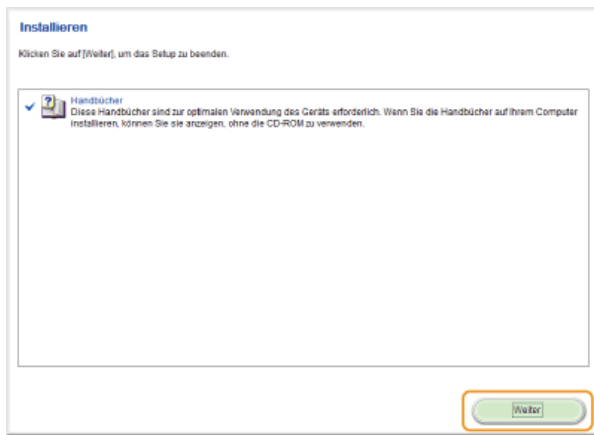 Installieren
Klicken Sie auf [Weiter], um das Setup zu beenden.
Handbücher
Diese Handbücher sind zur optimalen Verwendung des Geräts erforderlich. Wenn Sie die Handbücher auf Ihrem Computer
installieren, können Sie sie anzeigen, ohne die CD-ROM zu verwenden.
Weiter